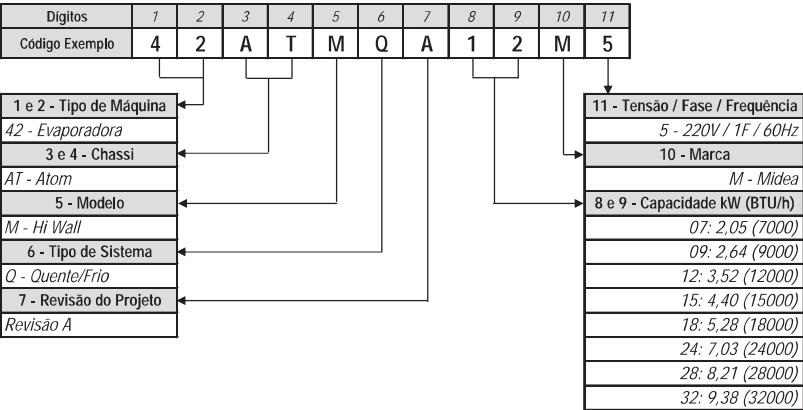 Dígitos 1 2 3 4 5 6 7 8 9 10 11
Código Exemplo 4 2 A T M Q A 1 2 M 5
1 e 2 - Tipo de Máquina
42 - Evaporadora
3 e 4 - Chassi
AT - Atom
5 - Modelo
M - Hi Wall
6 - Tipo de Sistema
Q - Quente/Frio
7 - Revisão do Projeto
Revisão A
11 - Tensão / Fase / Frequência
5 - 220V / 1F / 60Hz
10 - Marca
M - Midea
8 e 9 - Capacidade kW (BTU/h)
07: 2,05 (7000)
09: 2,64 (9000)
12: 3,52 (12000)
15: 4,40 (15000)
18: 5,28 (18000)
24: 7,03 (24000)
28: 8,21 (28000)
32: 9,38 (32000)